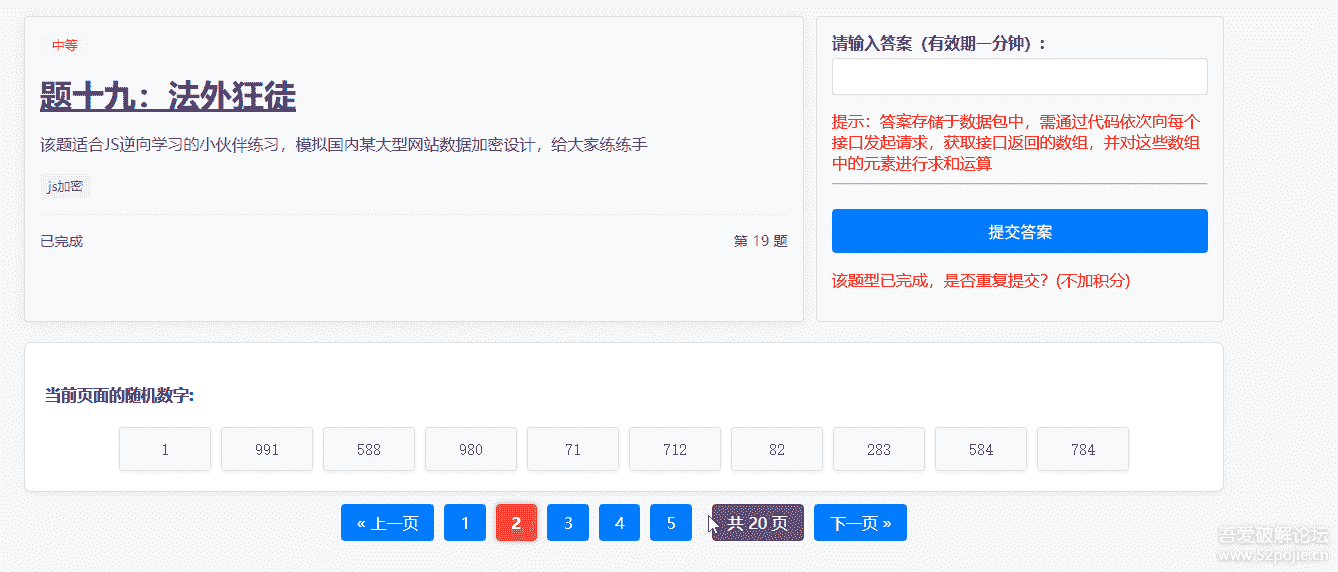 中等
题十九：法外狂徒
该题适合JS逆向学习的小伙伴练习，模拟国内某大型网站数据加密设计，给大家练练手
js加密
已完成
第 19 题
请输入答案（有效期一分钟）：
提示：答案存储于数据包中，需通过代码依次向每个
接口发起请求，获取接口返回的数组，并对这些数组
中的元素进行求和运算
提交答案
该题型已完成，是否重复提交？(不加积分)
当前页面的随机数字:
1 991 588 980 71 712 82 283 584 784
« 上一页 1 2 3 4 5 共 20 页 下一页 »
吾爱破解论坛
www.52pojie.cn